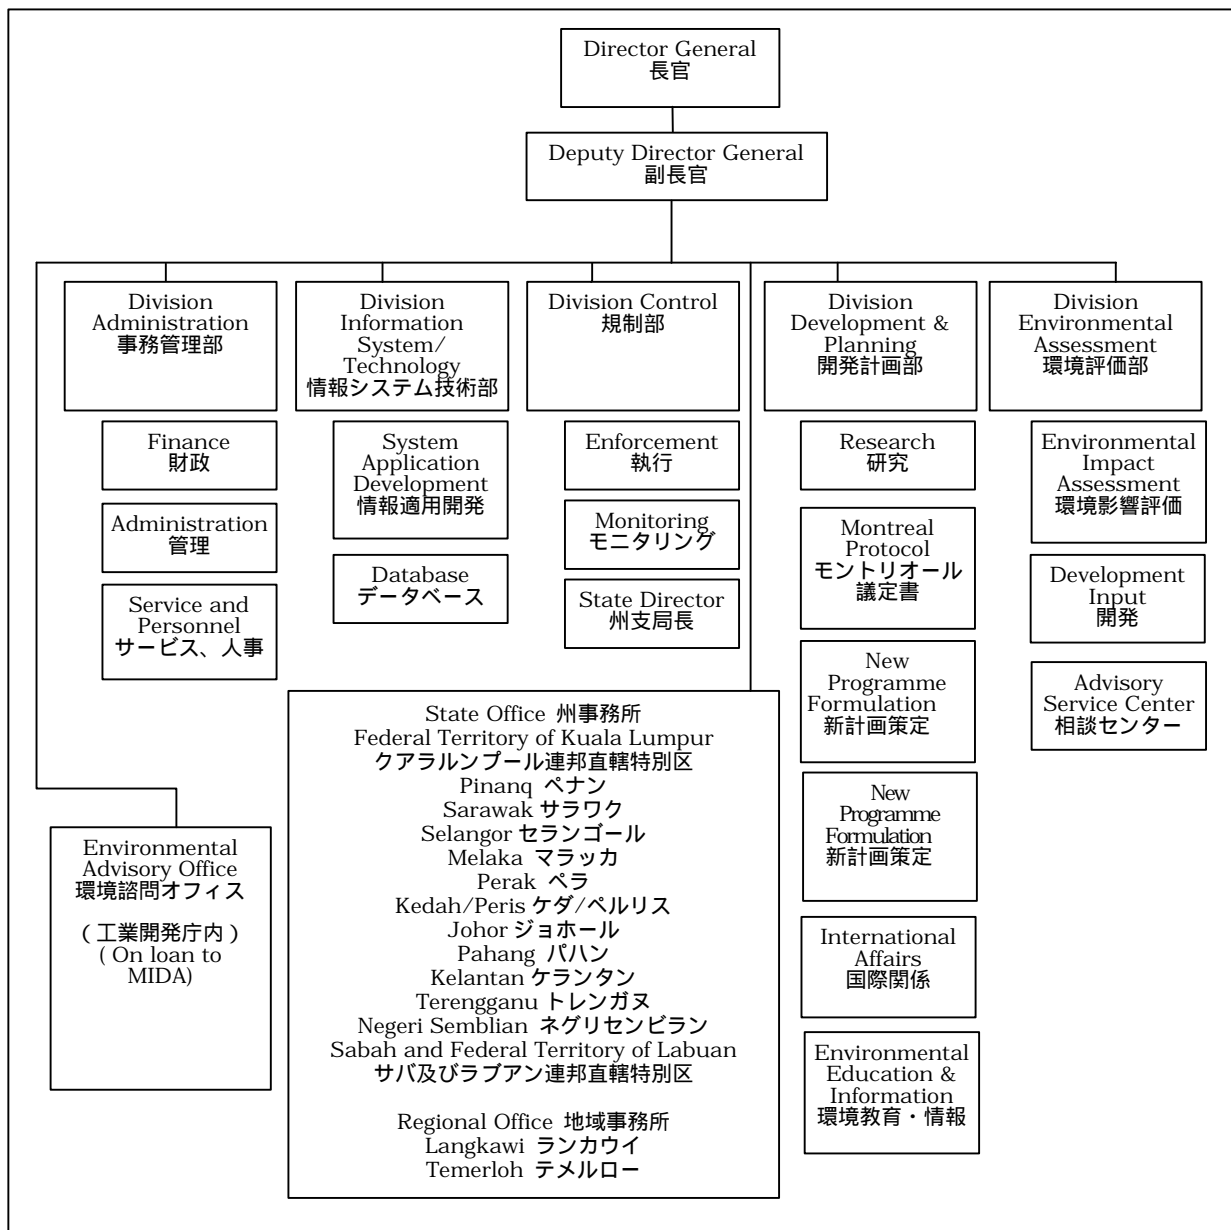 Director General
長官
Deputy Director General
副長官
Division
Administration
事務管理部
Division
Information
System/
Technology
情報システム技術部
Division Control
規制部
Division
Development &
Planning
開発計画部
Division
Environmental
Assessment
環境評価部
Finance
財政
Administration
管理
Service and
Personnel
サービス、人事
System
Application
Development
情報適用開発
Database
データベース
Enforcement
執行
Monitoring
モニタリング
State Director
州支局長
Research
研究
Montreal
Protocol
モントリオール
議定書
New
Programme
Formulation
新計画策定
New
Programme
Formulation
新計画策定
International
Affairs
国際関係
Environmental
Education &
Information
環境教育・情報
Environmental
Impact
Assessment
環境影響評価
Development
Input
開発
Advisory
Service Center
相談センター
State Office 州事務所
Federal Territory of Kuala Lumpur
クアラルンプール連邦直轄特別区
Pinanq ペナン
Sarawak サラワク
Selangor セランゴール
Melaka マラッカ
Perak ペラ
Kedah/Peris ケダ/ペルリス
Johor ジョホール
Pahang パハン
Kelantan ケランタン
Terengganu トレンガヌ
Negeri Semblian ネグリセンビラン
Sabah and Federal Territory of Labuan
サバ及びラブアン連邦直轄特別区
Regional Office 地域事務所
Langkawi ランカウイ
Temerloh テメルロー
Environmental
Advisory Office
環境諮問オフィス
(工業開発庁内)
(On loan to
MIDA)